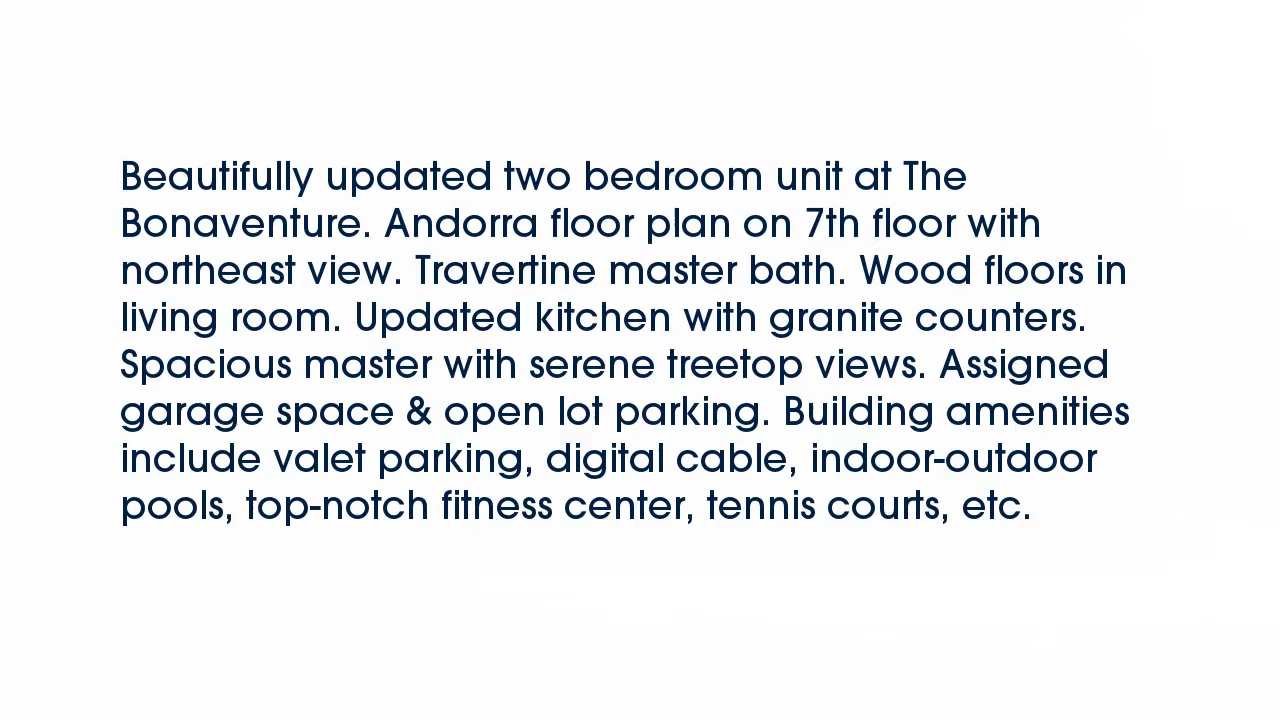 Beautifully updated two bedroom unit at The
Bonaventure. Andorra floor plan on 7th floor with
northeast view. Travertine master bath. Wood floors in
living room. Updated kitchen with granite counters.
Spacious master with serene treetop views. Assigned
garage space & open lot parking. Building amenities
include valet parking, digital cable, indoor-outdoor
pools, top-notch fitness center, tennis courts, etc.